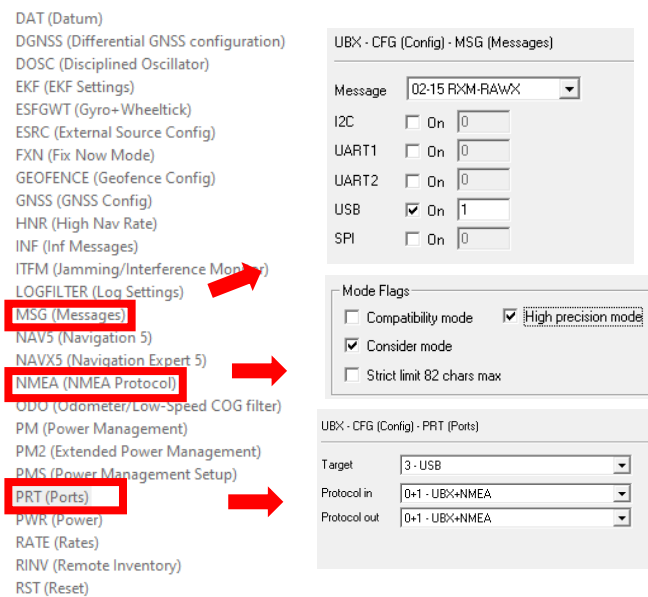 DAT (Datum)
DGNSS (Differential GNSS configuration)
DOSC (Disciplined Oscillator)
EKF (EKF Settings)
ESFGWT (Gyro+Wheeltick)
ESRC (External Source Config)
FXN (Fix Now Mode)
GEOFENCE (Geofence Config)
GNSS (GNSS Config)
HNR (High Nav Rate)
INF (Inf Messages)
ITFM (Jamming/Interference Monitor)
LOGFILTER (Log Settings)
MSG (Messages)
NAV5 (Navigation 5)
NAVX5 (Navigation Expert 5)
NMEA (NMEA Protocol)
ODO (Odometer/Low-Speed COG filter)
PM (Power Management)
PM2 (Extended Power Management)
PMS (Power Management Setup)
PRT (Ports)
PWR (Power)
RATE (Rates)
RINV (Remote Inventory)
RST (Reset)
UBX - CFG (Config) - MSG (Messages)
Message 02-15 RXM-RAWX
I2C On 0
UART1 On 0
UART2 On 0
USB On 1
SPI On 0
Mode Flags
Compatibility mode High precision mode
Consider mode
Strict limit 82 chars max
UBX - CFG (Config) - PRT (Ports)
Target 3 - USB
Protocol in 0+1 - UBX+NMEA
Protocol out 0+1 - UBX+NMEA